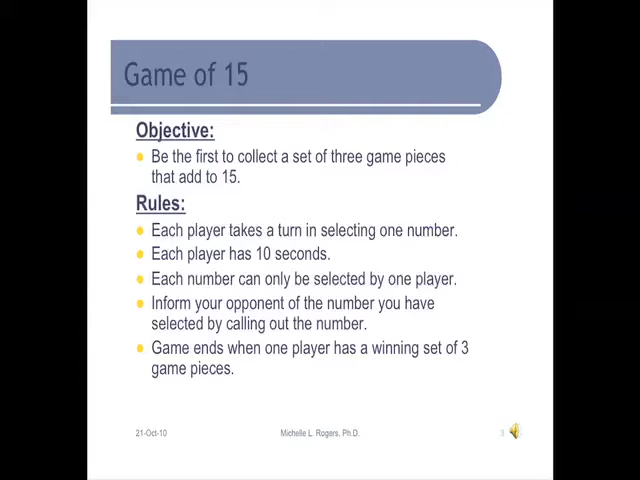 Game of 15
Objective:
Be the first to collect a set of three game pieces
that add to 15.
Rules:
Each player takes a turn in selecting one number.
Each player has 10 seconds.
Each number can only be selected by one player.
Inform your opponent of the number you have
selected by calling out the number.
Game ends when one player has a winning set of 3
game pieces.
21-Oct-10
Michelle L. Rogers, Ph.D.